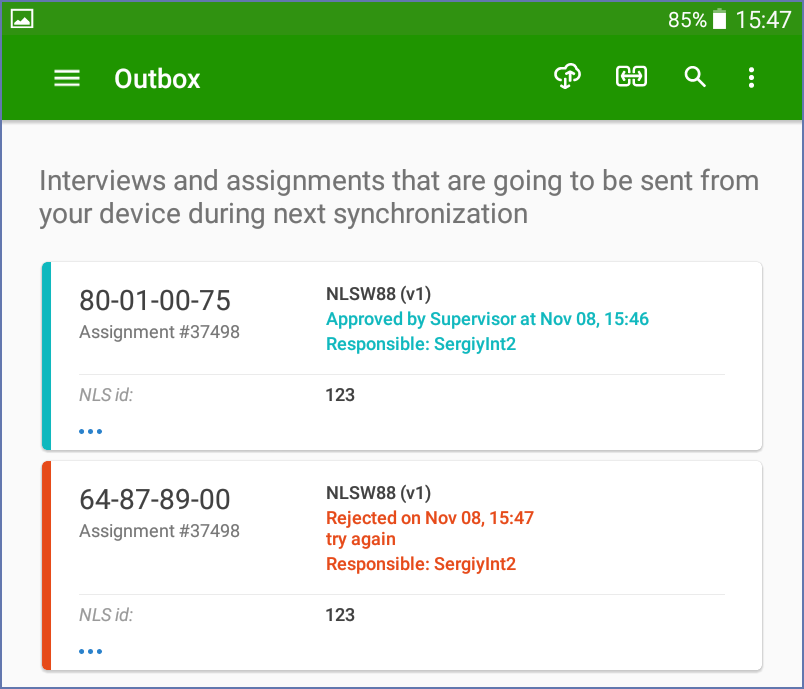 85% 15:47
Outbox
Interviews and assignments that are going to be sent from
your device during next synchronization
80-01-00-75
Assignment #37498
NLSW88 (v1)
Approved by Supervisor at Nov 08, 15:46
Responsible: SergiyInt2
NLS id:
123
64-87-89-00
Assignment #37498
NLSW88 (v1)
Rejected on Nov 08, 15:47
try again
Responsible: SergiyInt2
NLS id:
123